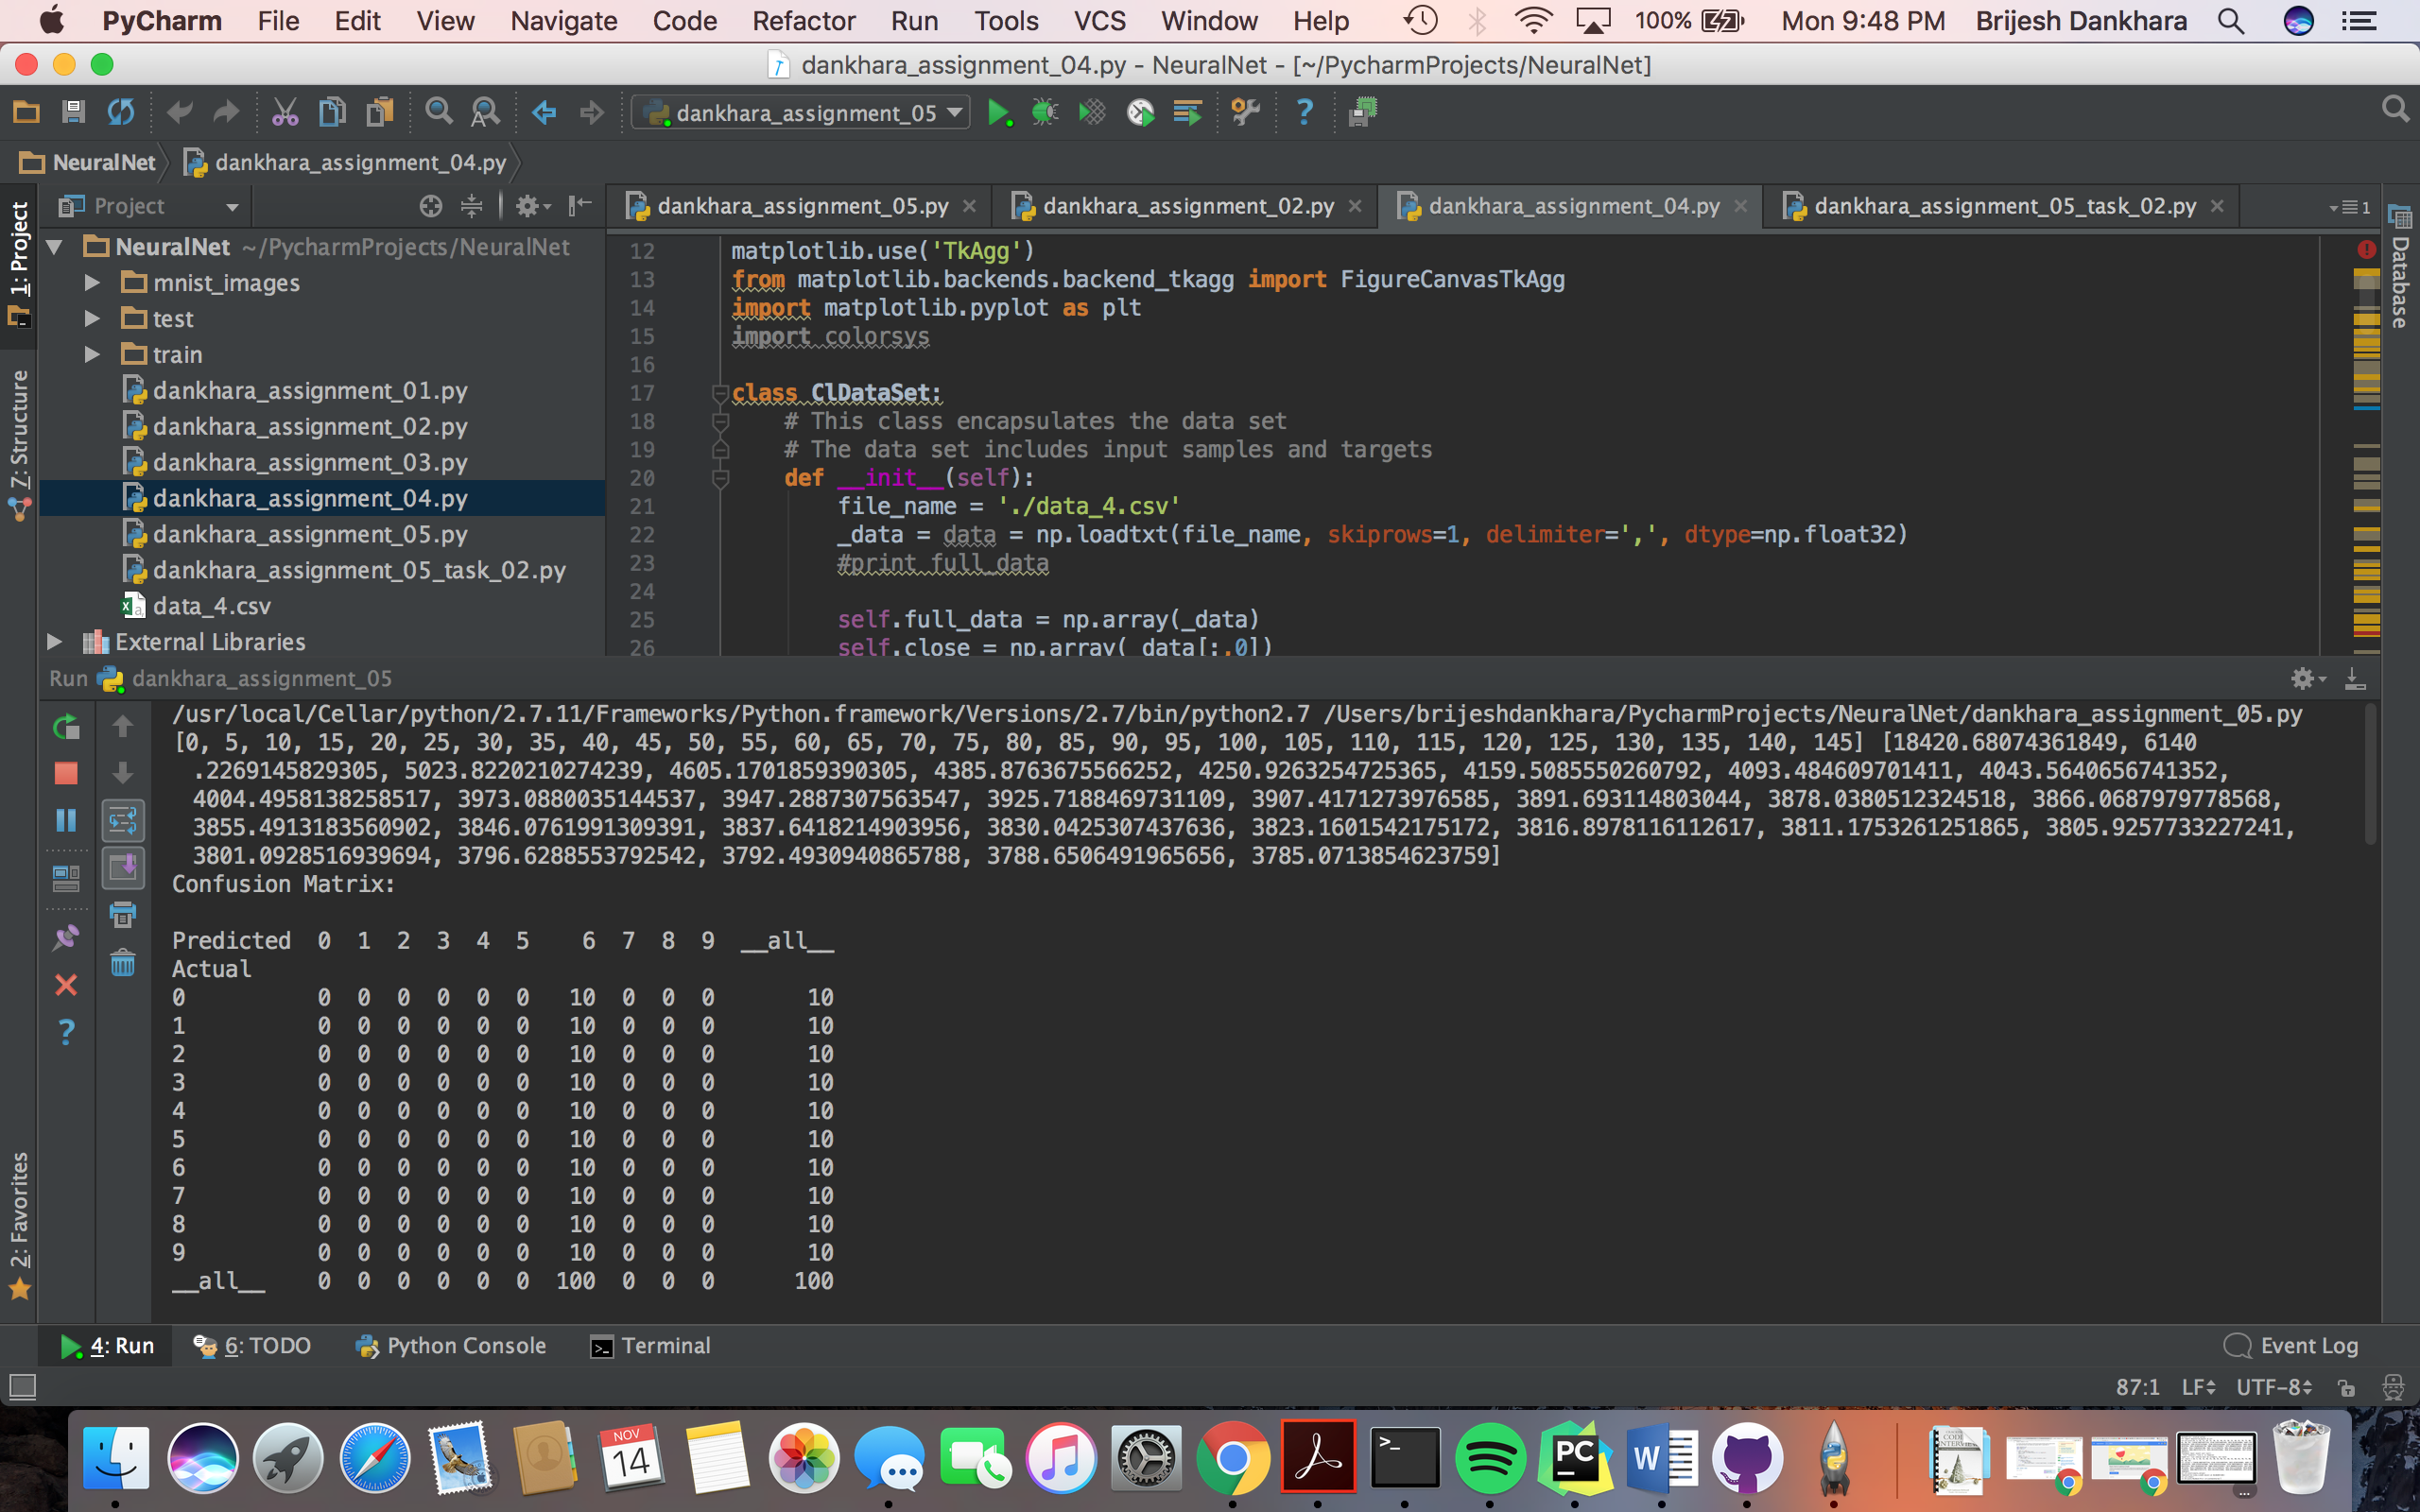 PyCharm File Edit View Navigate Code Refactor Run Tools VCS Window Help 100% Mon 9:48 PM Brijesh Dankhara
dankhara_assignment_04.py - NeuralNet - [~/PycharmProjects/NeuralNet]
dankhara_assignment_05
NeuralNet dankhara_assignment_04.py
1: Project
Z: Structure
2: Favorites
Project
NeuralNet ~/PycharmProjects/NeuralNet
mnist_images
test
train
dankhara_assignment_01.py
dankhara_assignment_02.py
dankhara_assignment_03.py
dankhara_assignment_04.py
dankhara_assignment_05.py
dankhara_assignment_05_task_02.py
data_4.csv
External Libraries
dankhara_assignment_05.py dankhara_assignment_02.py dankhara_assignment_04.py dankhara_assignment_05_task_02.py 1
Database
12 matplotlib.use('TkAgg')
13 from matplotlib.backends.backend_tkagg import FigureCanvasTkAgg
14 import matplotlib.pyplot as plt
15 import colorsys
16
17 class ClDataSet:
18 # This class encapsulates the data set
19 # The data set includes input samples and targets
20 def __init__(self):
21 file_name = './data_4.csv'
22 _data = data = np.loadtxt(file_name, skiprows=1, delimiter=',', dtype=np.float32)
23 #print full_data
24
25 self.full_data = np.array(_data)
26 self.close = np.array(_data[:,0])
Run dankhara_assignment_05
/usr/local/Cellar/python/2.7.11/Frameworks/Python.framework/Versions/2.7/bin/python2.7 /Users/brijeshdankhara/PycharmProjects/NeuralNet/dankhara_assignment_05.py
[0, 5, 10, 15, 20, 25, 30, 35, 40, 45, 50, 55, 60, 65, 70, 75, 80, 85, 90, 95, 100, 105, 110, 115, 120, 125, 130, 135, 140, 145] [18420.68074361849, 6140
.2269145829305, 5023.8220210274239, 4605.1701859390305, 4385.8763675566252, 4250.9263254725365, 4159.5085550260792, 4093.484609701411, 4043.5640656741352,
4004.4958138258517, 3973.0880035144537, 3947.2887307563547, 3925.7188469731109, 3907.4171273976585, 3891.693114803044, 3878.0380512324518, 3866.0687979778568,
3855.4913183560902, 3846.0761991309391, 3837.6418214903956, 3830.0425307437636, 3823.1601542175172, 3816.8978116112617, 3811.1753261251865, 3805.9257733227241,
3801.0928516939694, 3796.6288553792542, 3792.4930940865788, 3788.6506491965656, 3785.0713854623759]
Confusion Matrix:
Predicted 0 1 2 3 4 5 6 7 8 9 __all__
Actual
0 0 0 0 0 0 0 10 0 0 0 10
1 0 0 0 0 0 0 10 0 0 0 10
2 0 0 0 0 0 0 10 0 0 0 10
3 0 0 0 0 0 0 10 0 0 0 10
4 0 0 0 0 0 0 10 0 0 0 10
5 0 0 0 0 0 0 10 0 0 0 10
6 0 0 0 0 0 0 10 0 0 0 10
7 0 0 0 0 0 0 10 0 0 0 10
8 0 0 0 0 0 0 10 0 0 0 10
9 0 0 0 0 0 0 10 0 0 0 10
__all__ 0 0 0 0 0 0 100 0 0 0 100
4: Run 6: TODO Python Console Terminal Event Log
87:1 LF UTF-8
NOV
14
PC
W